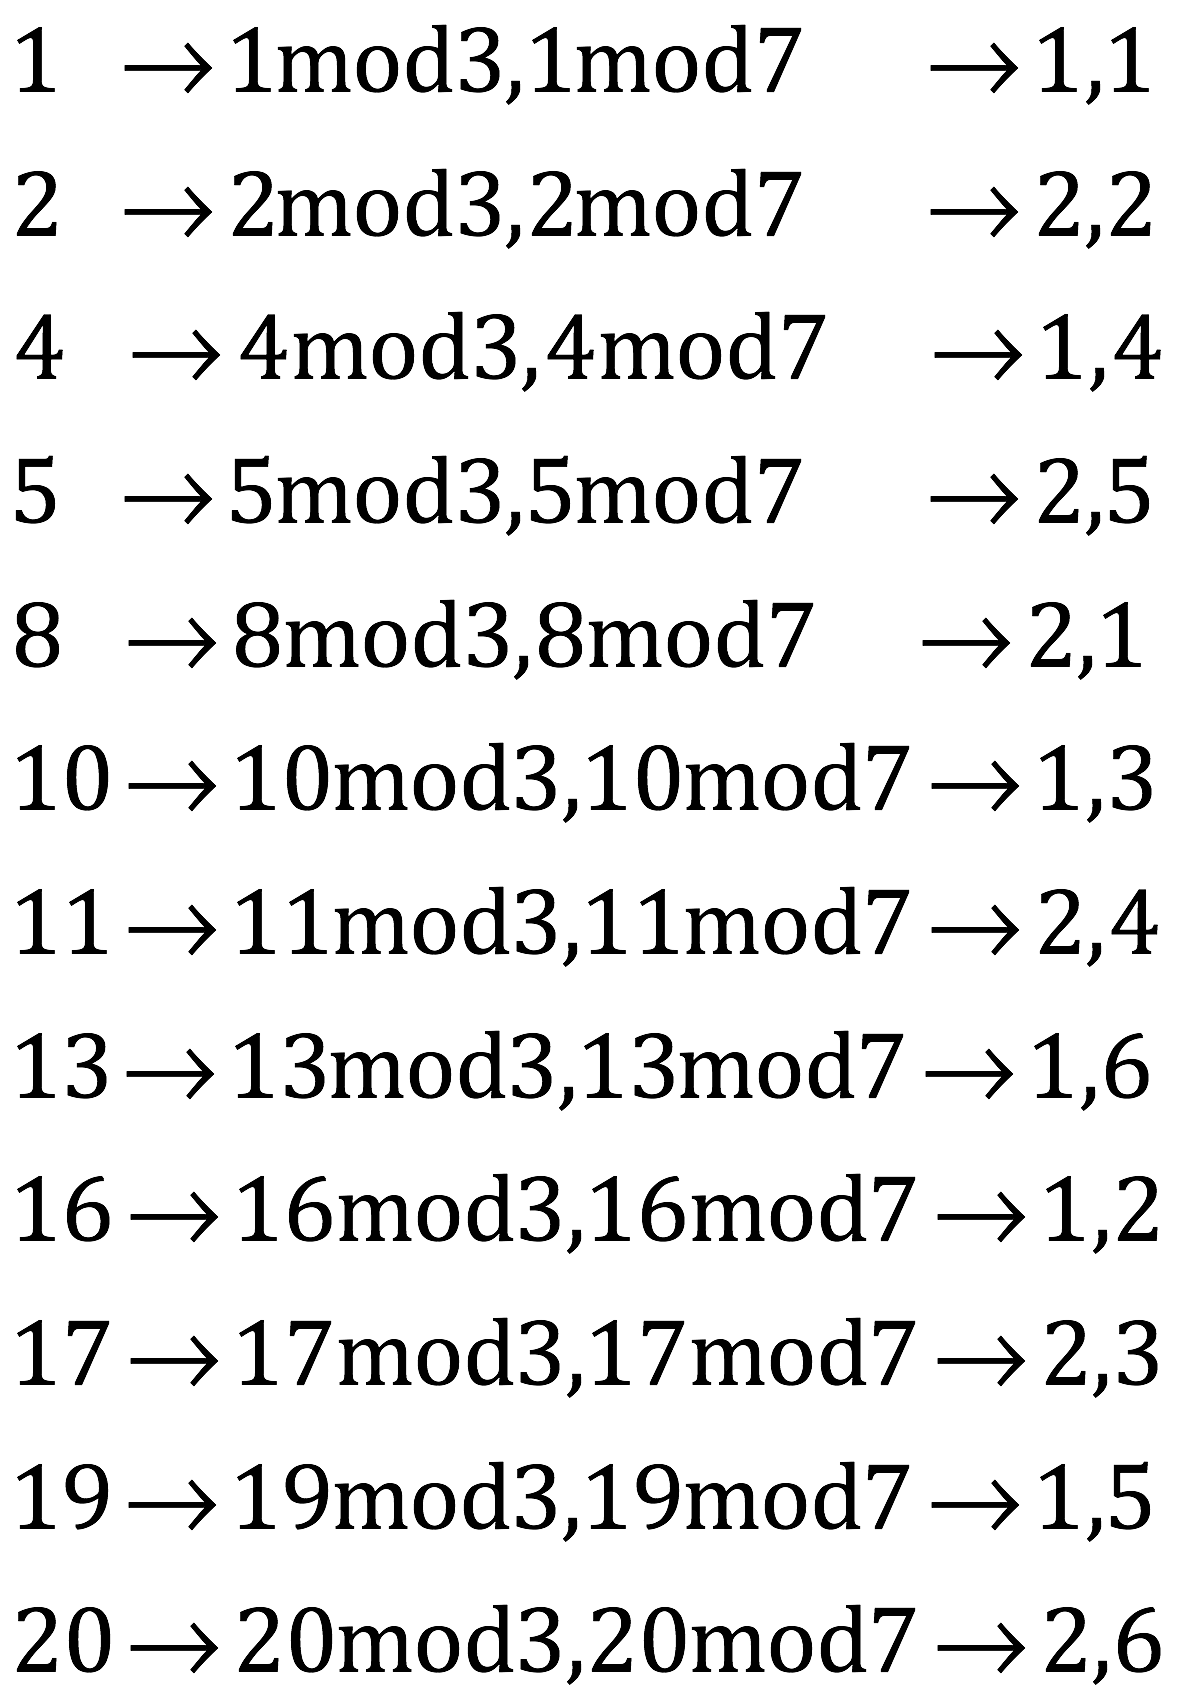 1 → 1mod3,1mod7 → 1,1
2 → 2mod3,2mod7 → 2,2
4 → 4mod3,4mod7 → 1,4
5 → 5mod3,5mod7 → 2,5
8 → 8mod3,8mod7 → 2,1
10 → 10mod3,10mod7 → 1,3
11 → 11mod3,11mod7 → 2,4
13 → 13mod3,13mod7 → 1,6
16 → 16mod3,16mod7 → 1,2
17 → 17mod3,17mod7 → 2,3
19 → 19mod3,19mod7 → 1,5
20 → 20mod3,20mod7 → 2,6